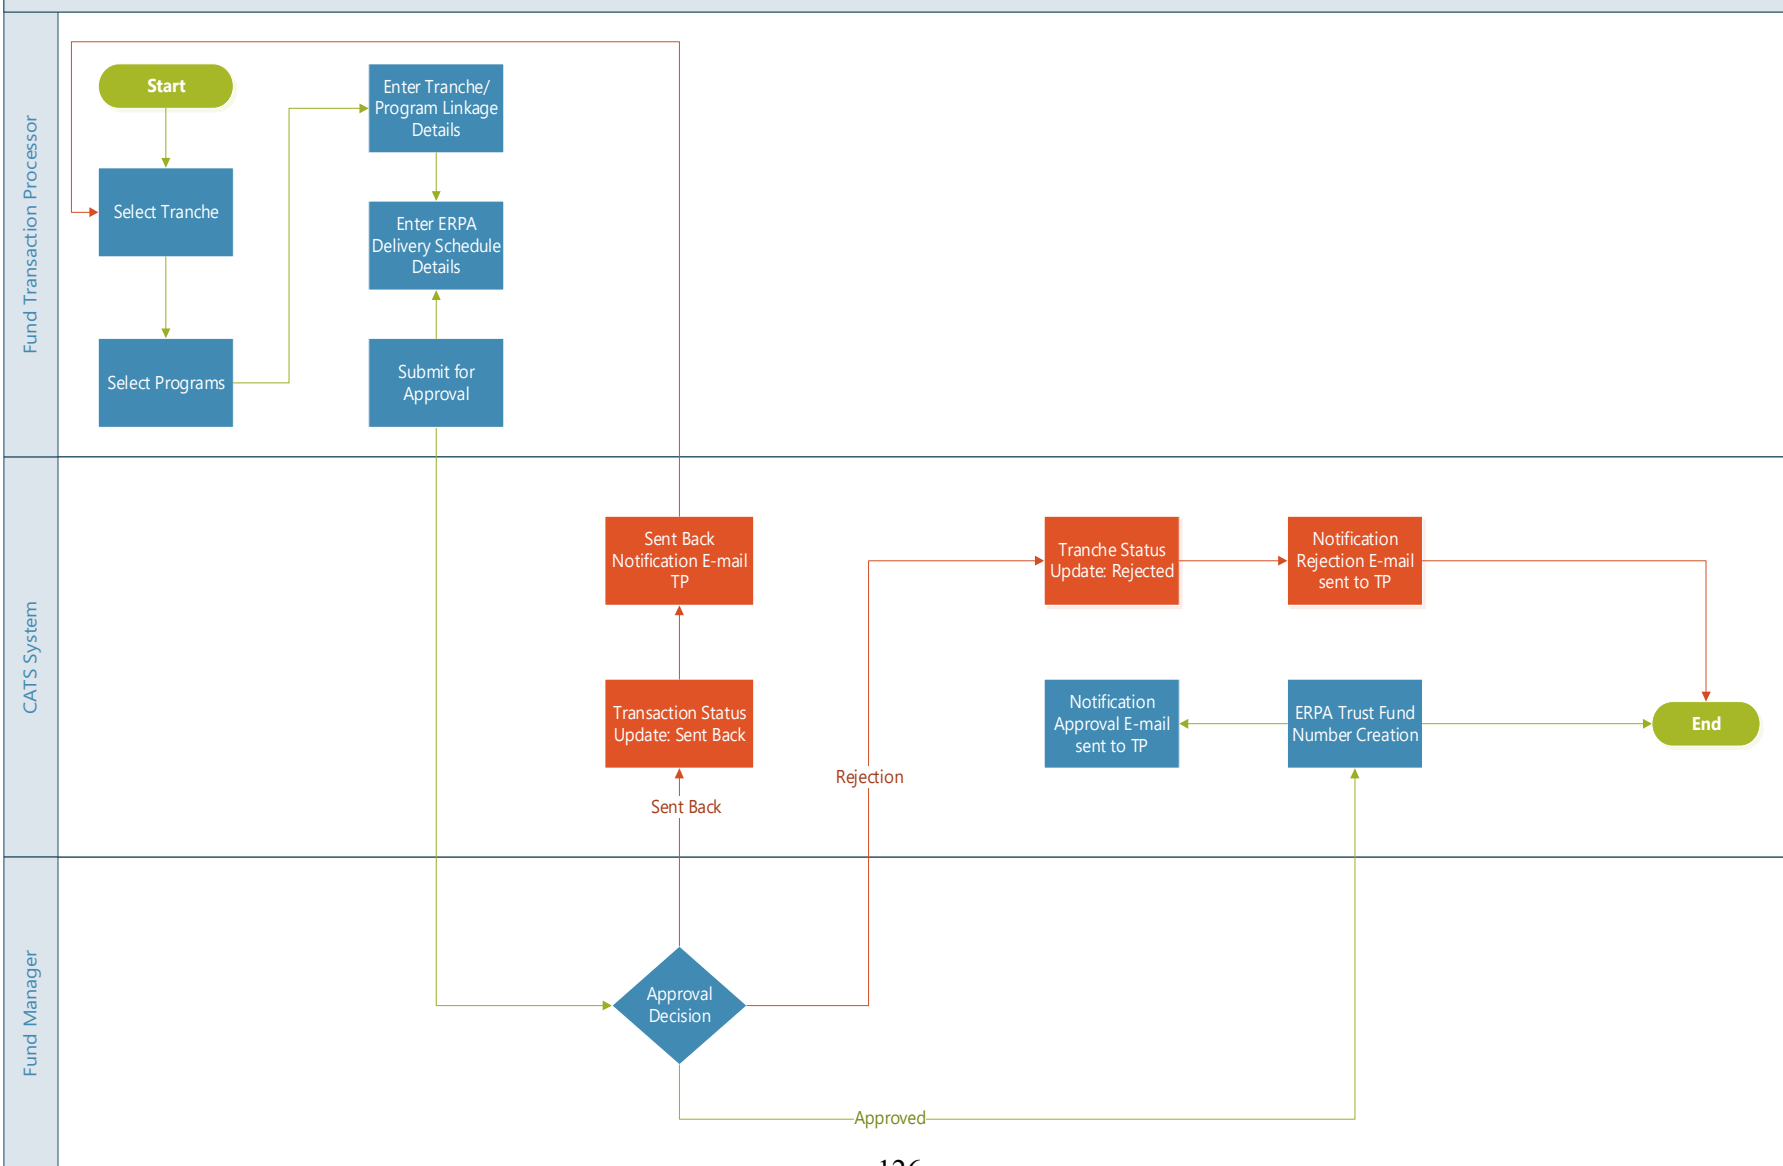 Fund Transaction Processor
Start
Select Tranche
Select Programs
Enter Tranche/
Program Linkage
Details
Enter ERPA
Delivery Schedule
Details
Submit for
Approval
CATS System
Sent Back
Notification E-mail
TP
Transaction Status
Update: Sent Back
Sent Back
Rejection
Tranche Status
Update: Rejected
Notification
Rejection E-mail
sent to TP
Notification
Approval E-mail
sent to TP
ERPA Trust Fund
Number Creation
End
Fund Manager
Approval
Decision
Approved
126